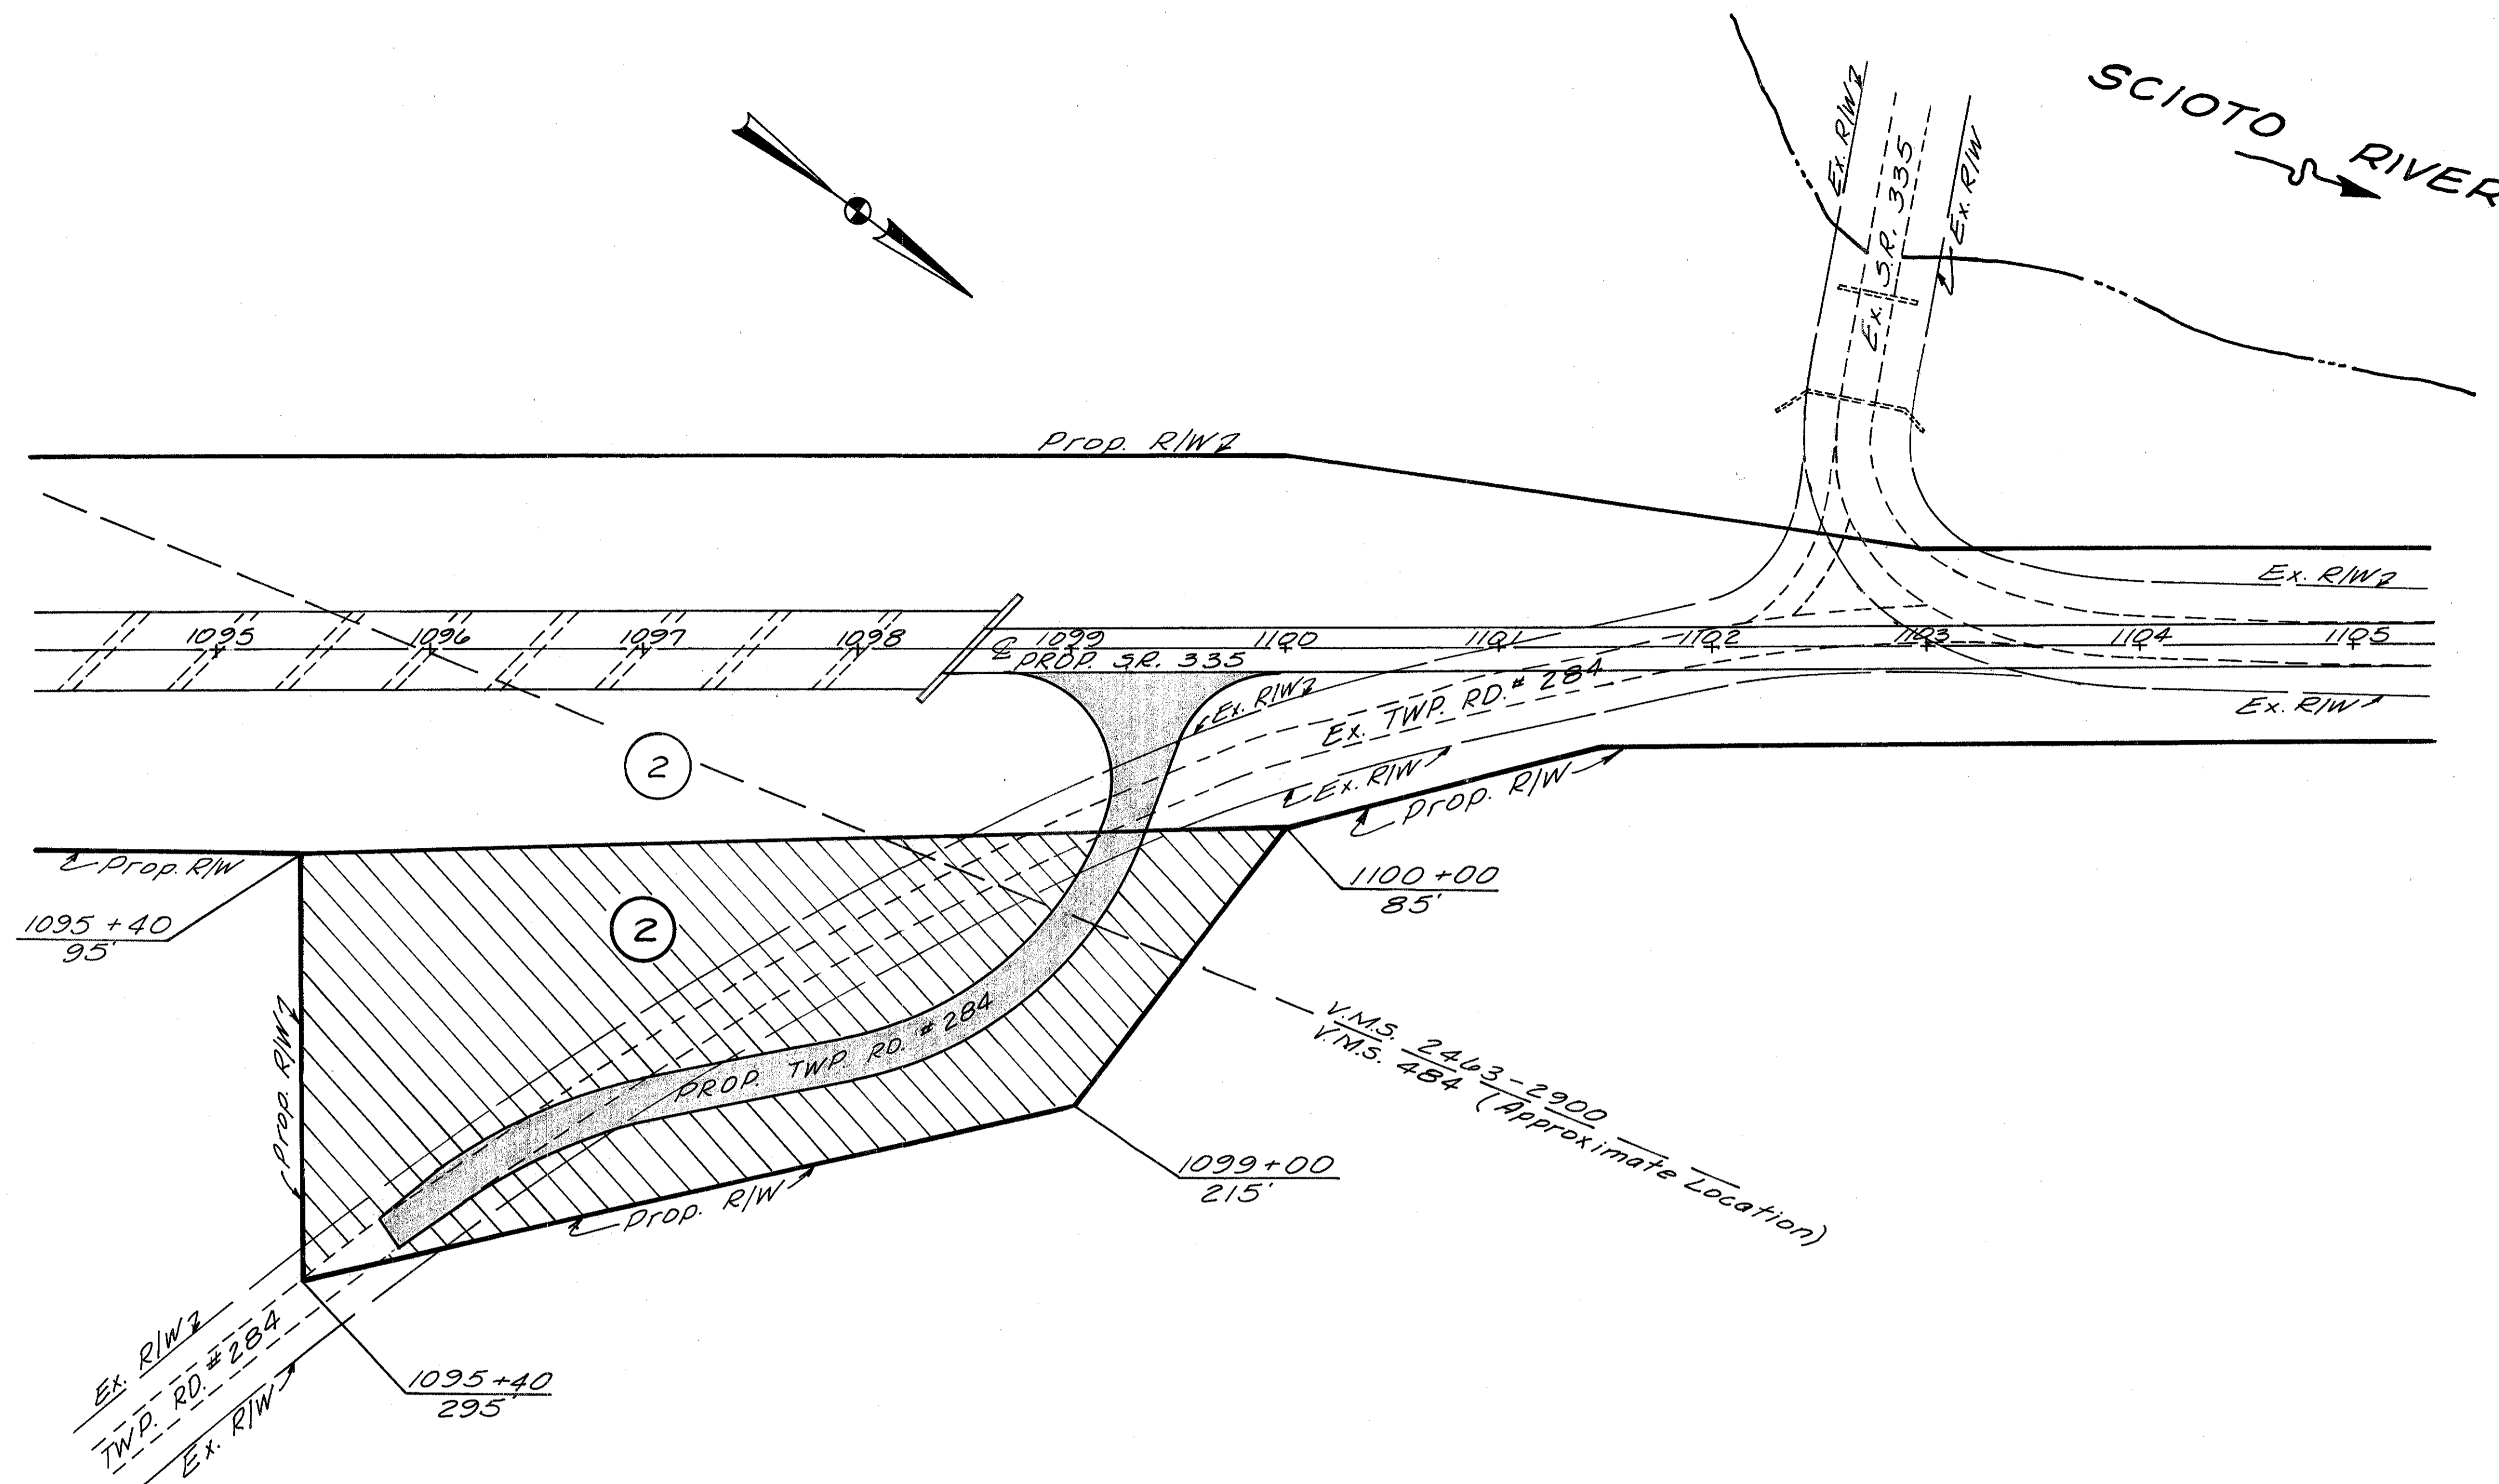 SCIOTO RIVER
Ex. R/W
Ex. S.R. 335
Ex. R/W
Prop. R/W
Ex. R/W
1095 1096 1097 1098 1099 1100 1101 1102 1103 1104 1105
℄ PROP. S.R. 335
Ex. R/W
Ex. TWP. RD. # 284
Ex. R/W
Ex. R/W
Prop. R/W
2
Prop. R/W
1095 +40
95'
1100 +00
85'
2
Prop. R/W
PROP. TWP. RD. # 284
V.M.S. 2463-2900
V.M.S. 484 (Approximate Location)
1099+00
215'
Prop. R/W
Ex. R/W
TWP. RD. # 284
Ex. R/W
1095 +40
295'